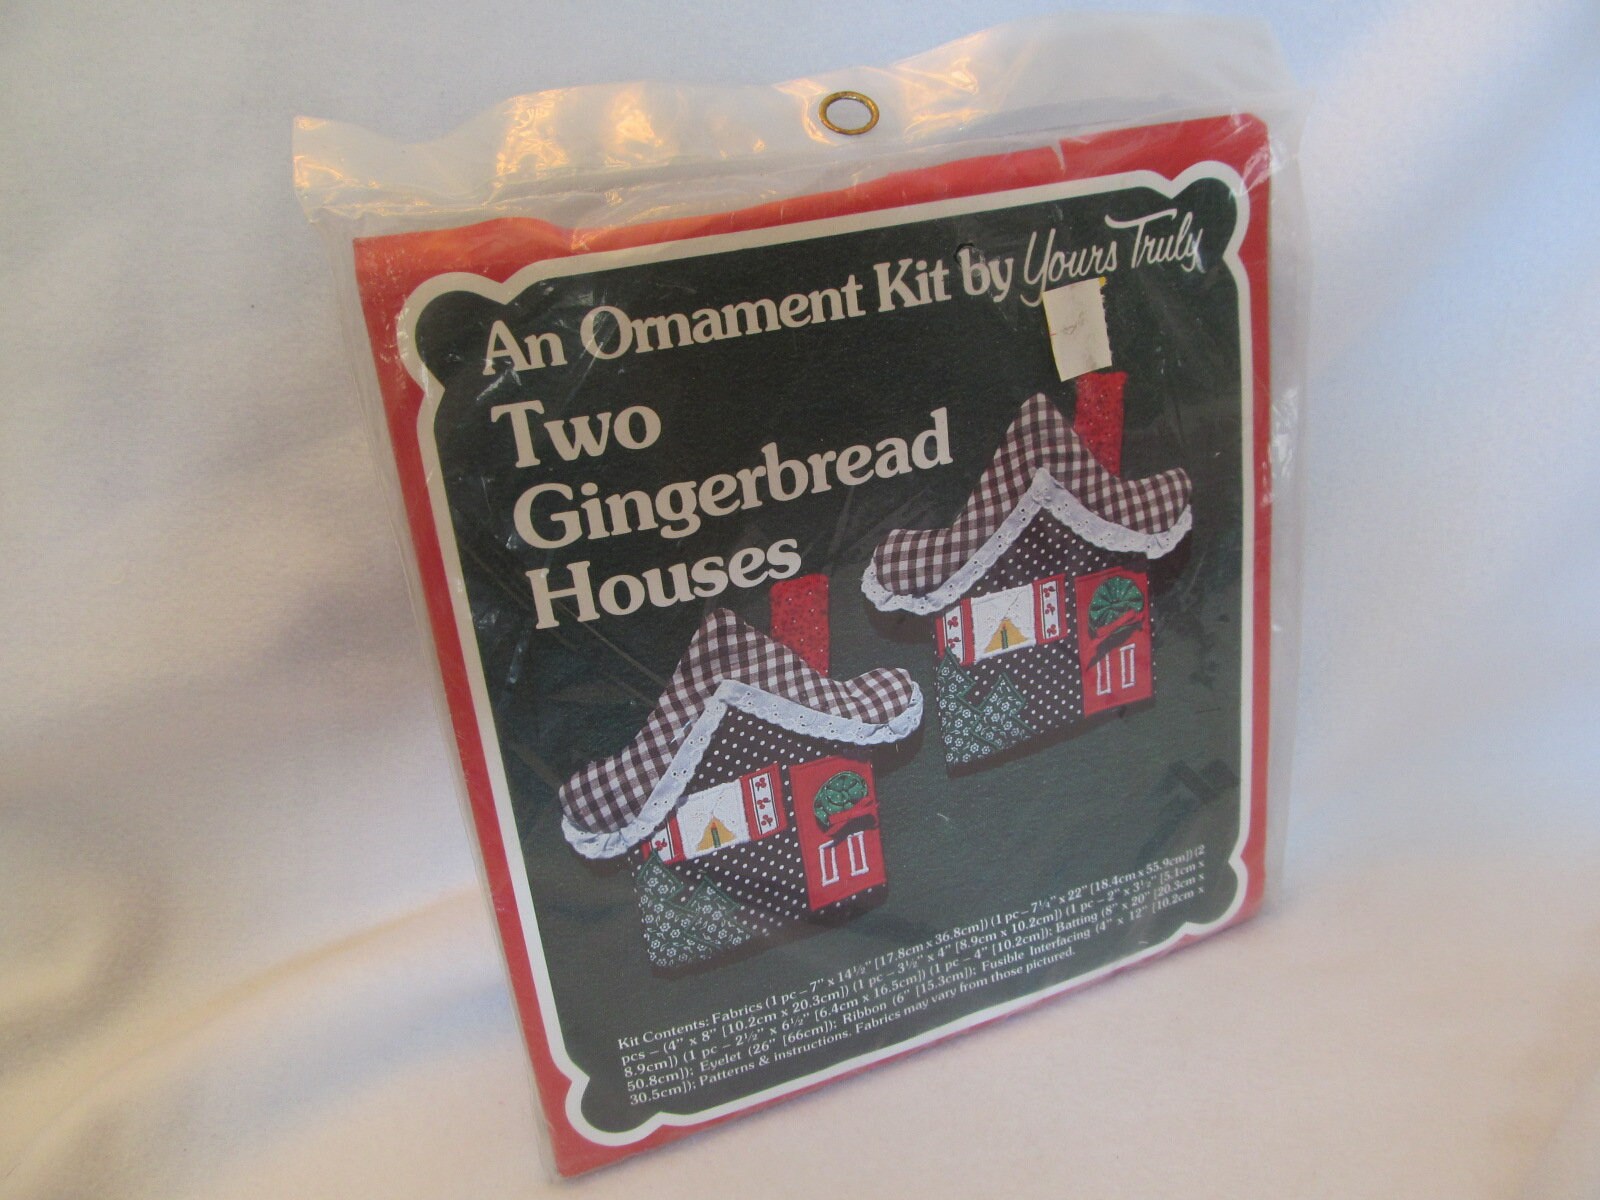 An Ornament Kit by Yours Truly
Two
Gingerbread
Houses
Kit Contents: Fabrics (1 pc – 7" x 14½" [17.8cm x 36.8cm]) (1 pc – 7¼" x 22" [18.4cm x 55.9cm]) (2
pcs – (4" x 8" [10.2cm x 20.3cm]) (1 pc – 3½" x 4" [8.9cm x 10.2cm]) (1 pc – 2" x 3½" [5.1cm x
8.9cm]) (1 pc – 2½" x 6½" [6.4cm x 16.5cm]) (1 pc – 4" [10.2cm]); Batting (8" x 20" [20.3cm x
50.8cm]); Eyelet (26" [66cm]); Ribbon (6" [15.3cm]); Fusible Interfacing (4" x 12" [10.2cm x
30.5cm]); Patterns & instructions. Fabrics may vary from those pictured.